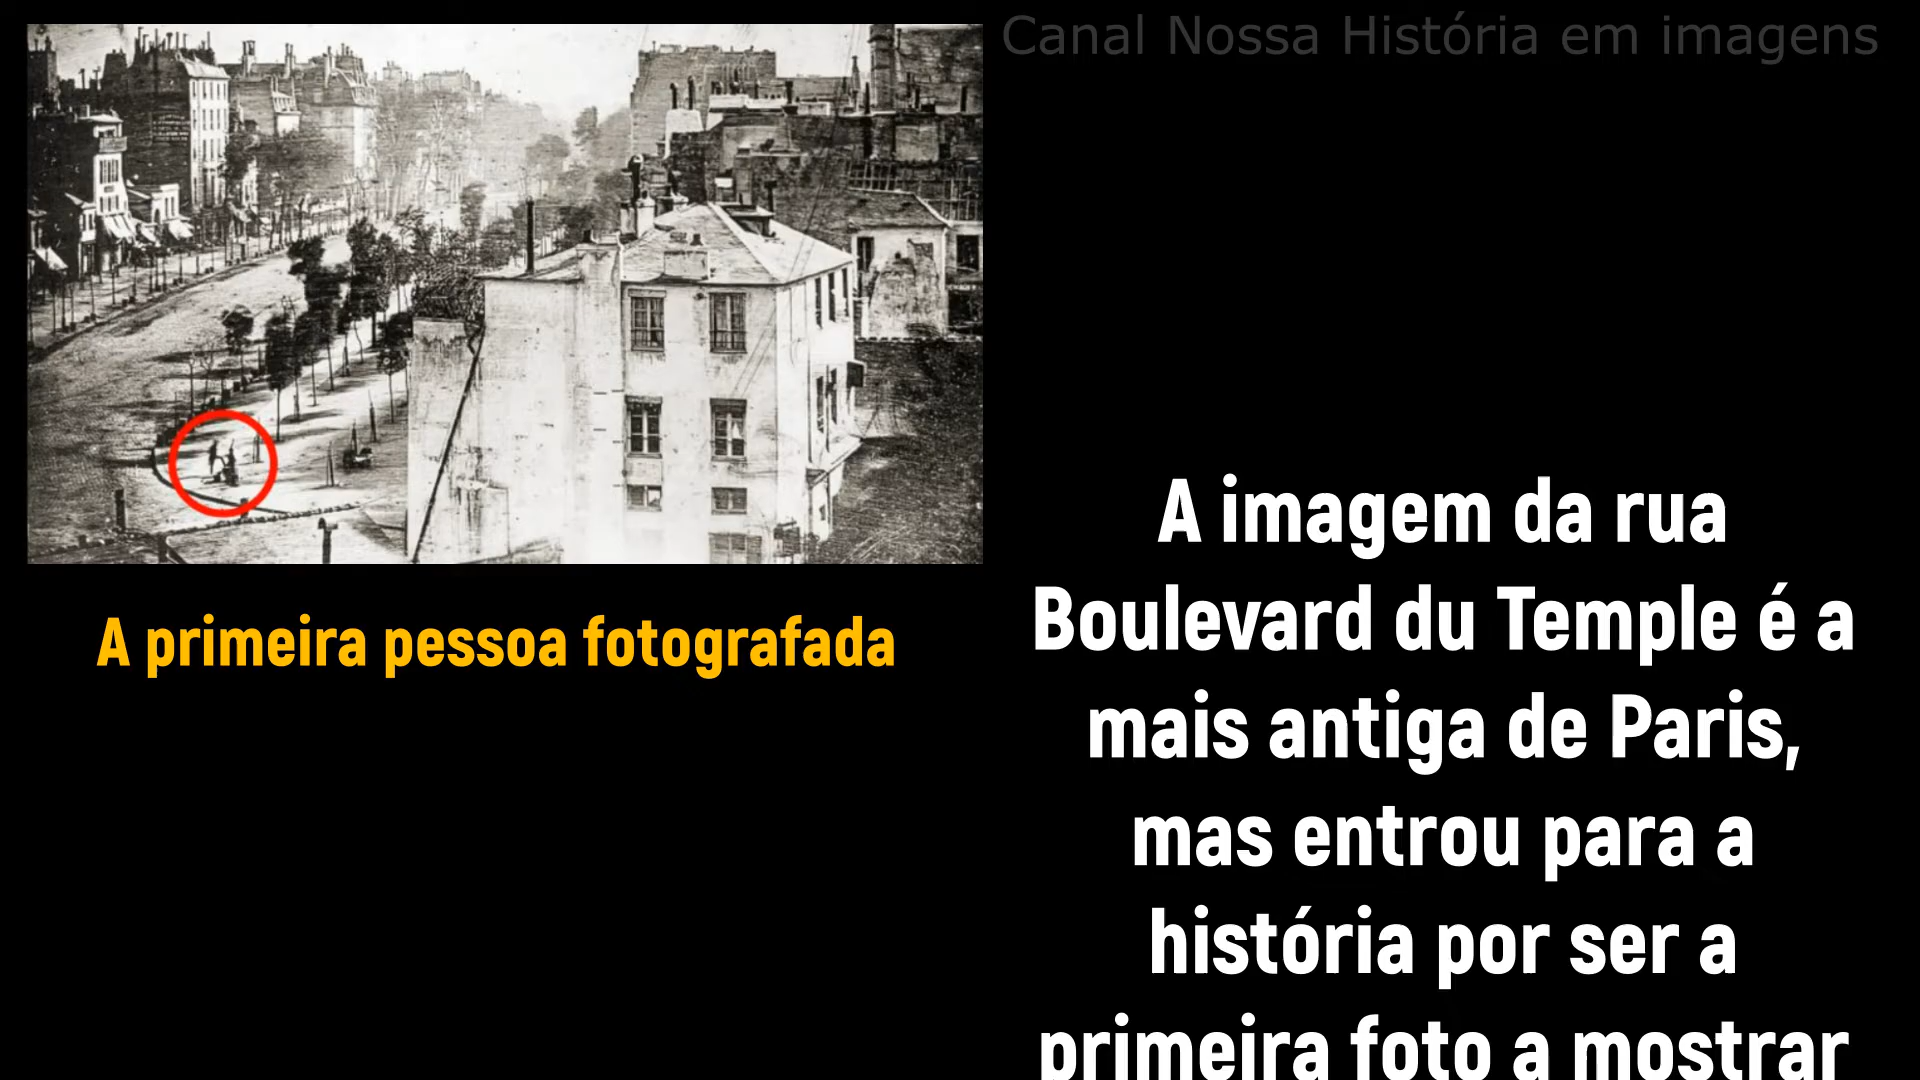 Canal Nossa História em imagens
A primeira pessoa fotografada
A imagem da rua
Boulevard du Temple é a
mais antiga de Paris,
mas entrou para a
história por ser a
primeira foto a mostrar